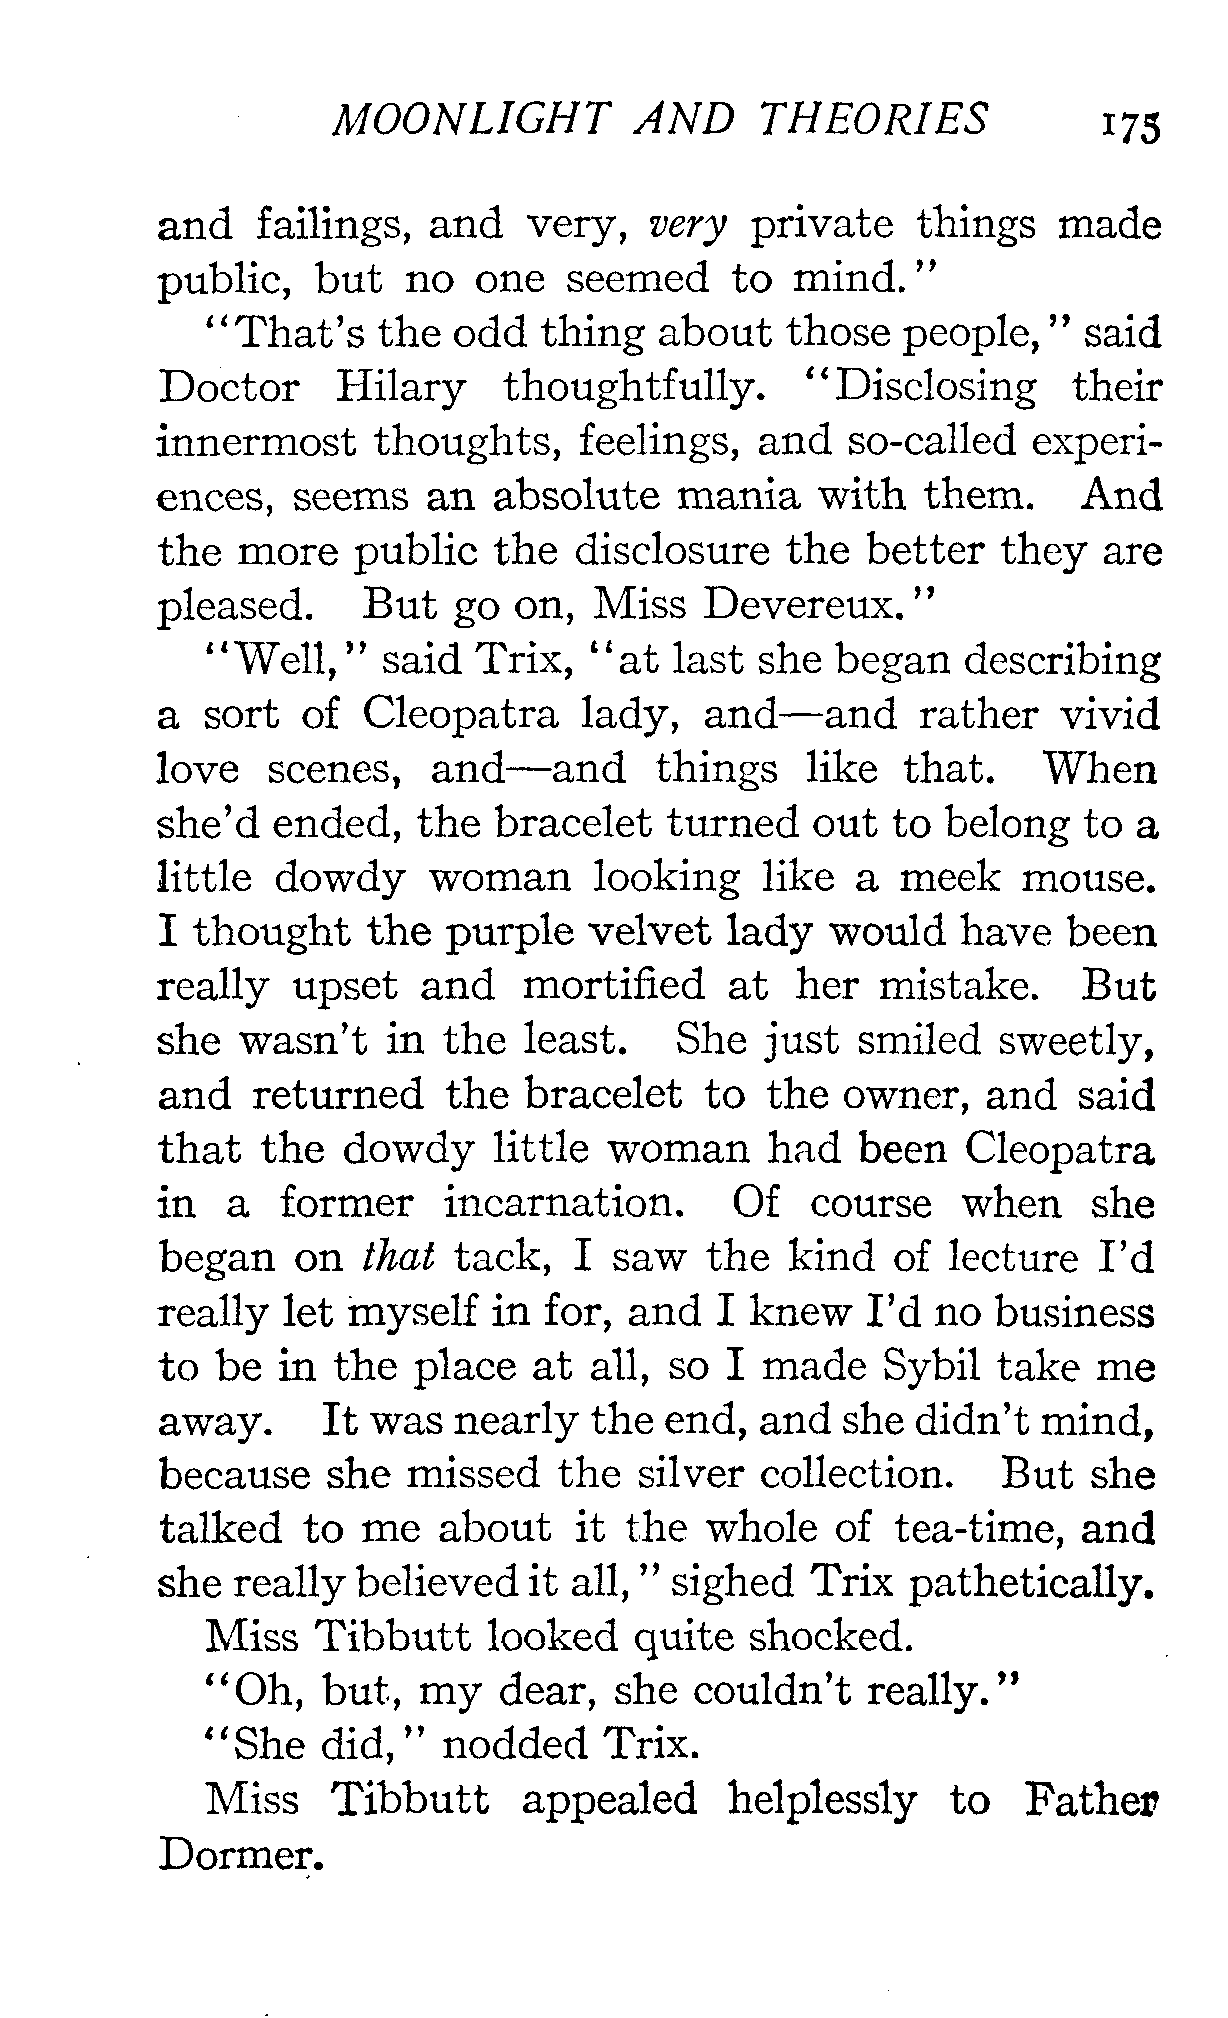 MOONLIGHT AND THEORIES 175
and failings, and very, very private things made
public, but no one seemed to mind."
"That's the odd thing about those people," said
Doctor Hilary thoughtfully. "Disclosing their
innermost thoughts, feelings, and so-called experi-
ences, seems an absolute mania with them. And
the more public the disclosure the better they are
pleased. But go on, Miss Devereux."
"Well," said Trix, "at last she began describing
a sort of Cleopatra lady, and—and rather vivid
love scenes, and—and things like that. When
she'd ended, the bracelet turned out to belong to a
little dowdy woman looking like a meek mouse.
I thought the purple velvet lady would have been
really upset and mortified at her mistake. But
she wasn't in the least. She just smiled sweetly,
and returned the bracelet to the owner, and said
that the dowdy little woman had been Cleopatra
in a former incarnation. Of course when she
began on that tack, I saw the kind of lecture I'd
really let myself in for, and I knew I'd no business
to be in the place at all, so I made Sybil take me
away. It was nearly the end, and she didn't mind,
because she missed the silver collection. But she
talked to me about it the whole of tea-time, and
she really believed it all," sighed Trix pathetically.
Miss Tibbutt looked quite shocked.
"Oh, but, my dear, she couldn't really."
"She did," nodded Trix.
Miss Tibbutt appealed helplessly to Father
Dormer.